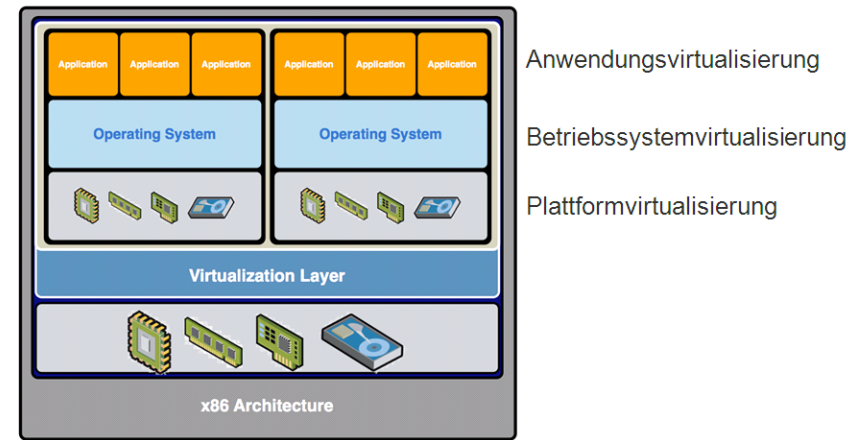 Application Application Application Application Application Application
Anwendungsvirtualisierung
Operating System Operating System
Betriebssystemvirtualisierung
Plattformvirtualisierung
Virtualization Layer
x86 Architecture